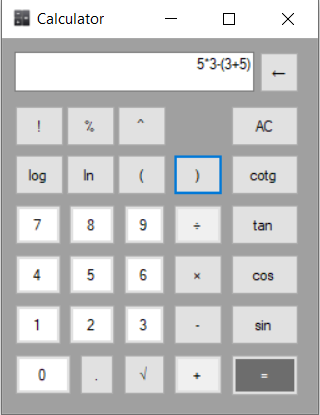 Calculator
5*3-(3+5)
←
! % ^ AC
log ln ( ) cotg
7 8 9 ÷ tan
4 5 6 × cos
1 2 3 - sin
0 . √ + =